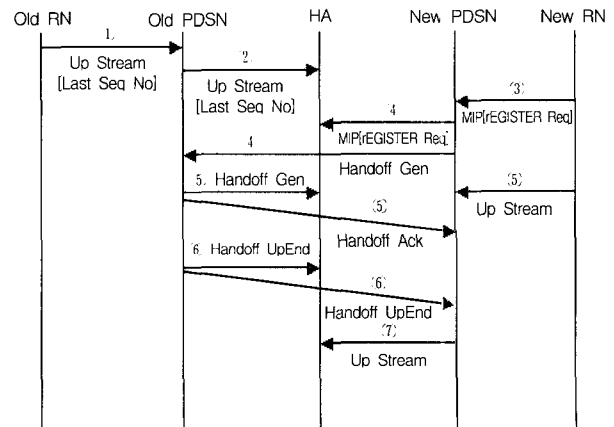 Old RN
Old PDSN
HA
New PDSN
New RN
1)
Up Stream
[Last Seq No]
(2)
Up Stream
[Last Seq No]
(3)
MIP[rEGISTER Req]
(4
MIP[rEGISTER Req]
4
Handoff Gen
5) Handoff Gen
(5)
Up Stream
(5)
Handoff Ack
(6) Handoff UpEnd
(6)
Handoff UpEnd
(7)
Up Stream